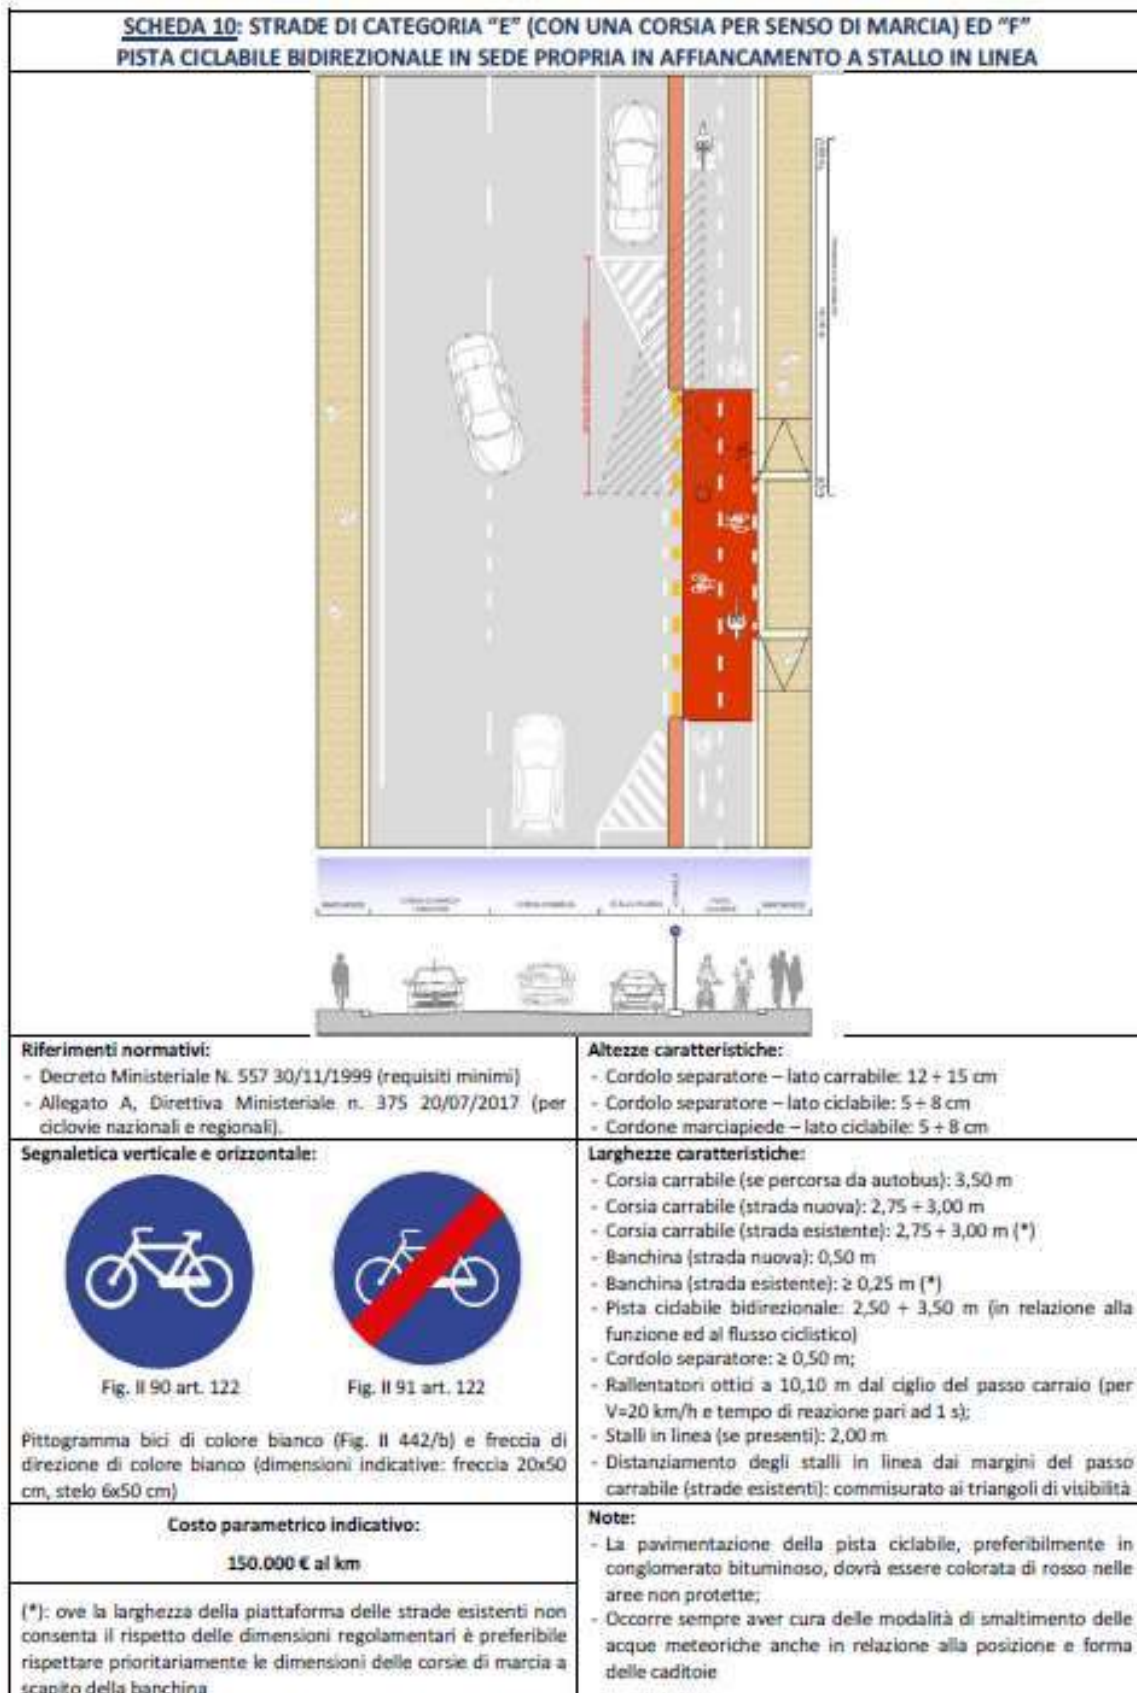 SCHEDA 10: STRADE DI CATEGORIA "E" (CON UNA CORSIA PER SENSO DI MARCIA) ED "F"
PISTA CICLABILE BIDIREZIONALE IN SEDE PROPRIA IN AFFIANCAMENTO A STALLO IN LINEA
Riferimenti normativi:
- Decreto Ministeriale N. 557 30/11/1999 (requisiti minimi)
- Allegato A, Direttiva Ministeriale n. 375 20/07/2017 (per
ciclovie nazionali e regionali).
Altezze caratteristiche:
- Cordolo separatore – lato carrabile: 12 ÷ 15 cm
- Cordolo separatore – lato ciclabile: 5 ÷ 8 cm
- Cordone marciapiede – lato ciclabile: 5 ÷ 8 cm
Segnaletica verticale e orizzontale:
Fig. II 90 art. 122 Fig. II 91 art. 122
Pittogramma bici di colore bianco (Fig. II 442/b) e freccia di
direzione di colore bianco (dimensioni indicative: freccia 20x50
cm, stelo 6x50 cm)
Larghezze caratteristiche:
- Corsia carrabile (se percorsa da autobus): 3,50 m
- Corsia carrabile (strada nuova): 2,75 ÷ 3,00 m
- Corsia carrabile (strada esistente): 2,75 ÷ 3,00 m (*)
- Banchina (strada nuova): 0,50 m
- Banchina (strada esistente): ≥ 0,25 m (*)
- Pista ciclabile bidirezionale: 2,50 ÷ 3,50 m (in relazione alla
funzione ed al flusso ciclistico)
- Cordolo separatore: ≥ 0,50 m;
- Rallentatori ottici a 10,10 m dal ciglio del passo carraio (per
V=20 km/h e tempo di reazione pari ad 1 s);
- Stalli in linea (se presenti): 2,00 m
- Distanziamento degli stalli in linea dai margini del passo
carrabile (strade esistenti): commisurato ai triangoli di visibilità
Costo parametrico indicativo:
150.000 € al km
(*): ove la larghezza della piattaforma delle strade esistenti non
consenta il rispetto delle dimensioni regolamentari è preferibile
rispettare prioritariamente le dimensioni delle corsie di marcia a
scapito della banchina
Note:
- La pavimentazione della pista ciclabile, preferibilmente in
conglomerato bituminoso, dovrà essere colorata di rosso nelle
aree non protette;
- Occorre sempre aver cura delle modalità di smaltimento delle
acque meteoriche anche in relazione alla posizione e forma
delle caditoie